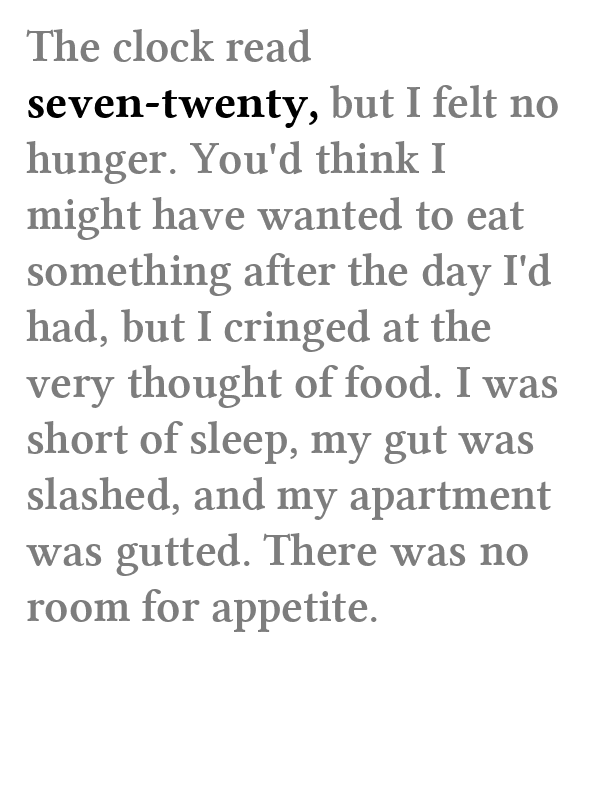 The clock read
seven-twenty, but I felt no
hunger. You'd think I
might have wanted to eat
something after the day I'd
had, but I cringed at the
very thought of food. I was
short of sleep, my gut was
slashed, and my apartment
was gutted. There was no
room for appetite.